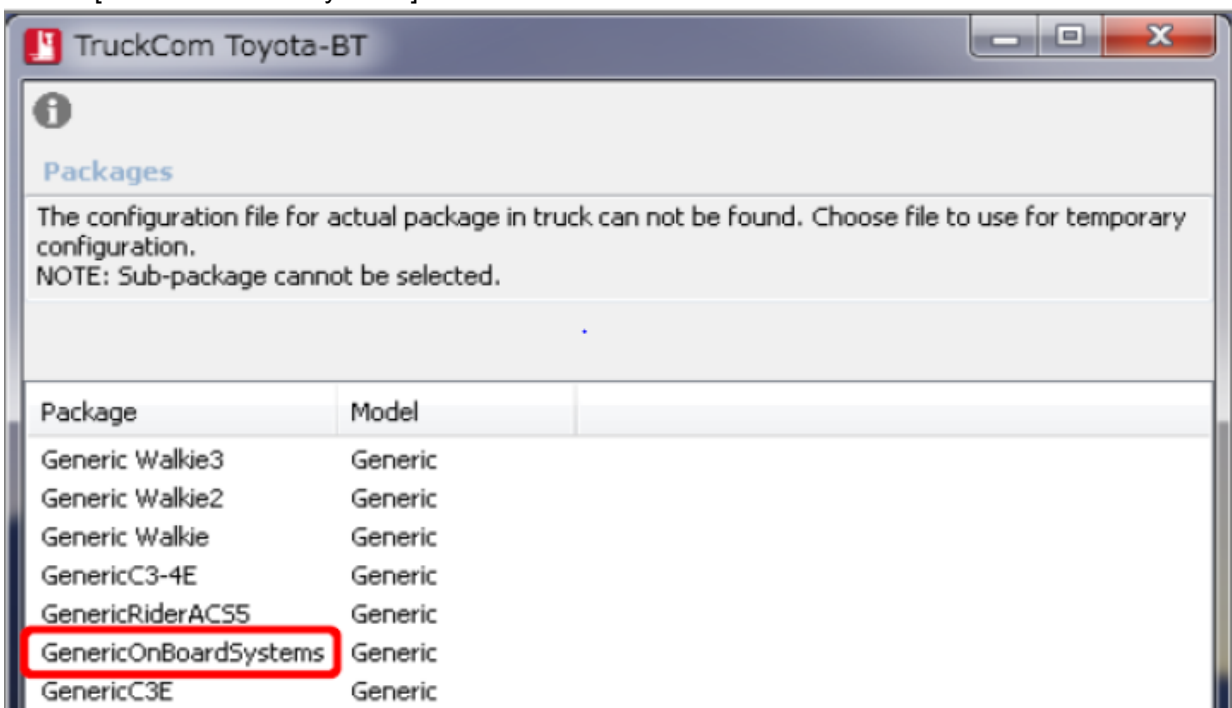 TruckCom Toyota-BT
Packages
The configuration file for actual package in truck can not be found. Choose file to use for temporary
configuration.
NOTE: Sub-package cannot be selected.
Package Model
Generic Walkie3 Generic
Generic Walkie2 Generic
Generic Walkie Generic
GenericC3-4E Generic
GenericRiderACS5 Generic
GenericOnBoardSystems Generic
GenericC3E Generic